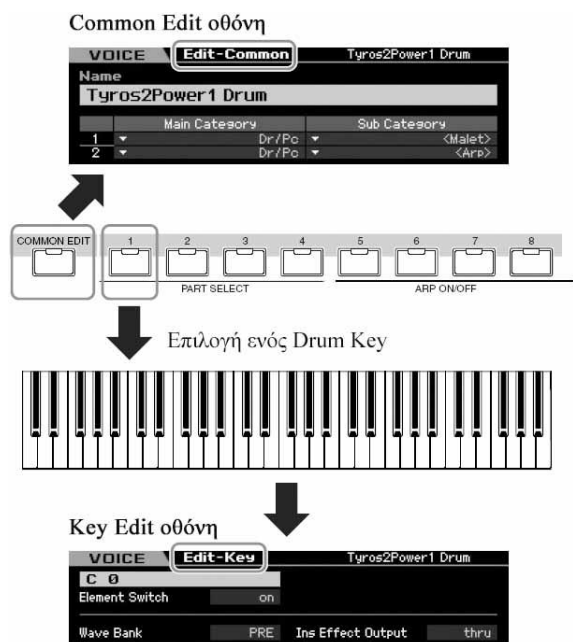 Common Edit οθόνη
VOICE Edit-Common Tyros2Power1 Drum
Name
Tyros2Power1 Drum
Main Category Sub Category
1 Dr/Pc <Malet>
2 Dr/Pc <Arp>
COMMON EDIT 1 2 3 4 5 6 7 8
PART SELECT ARP ON/OFF
Επιλογή ενός Drum Key
Key Edit οθόνη
VOICE Edit-Key Tyros2Power1 Drum
C 0
Element Switch on
Wave Bank PRE Ins Effect Output thru